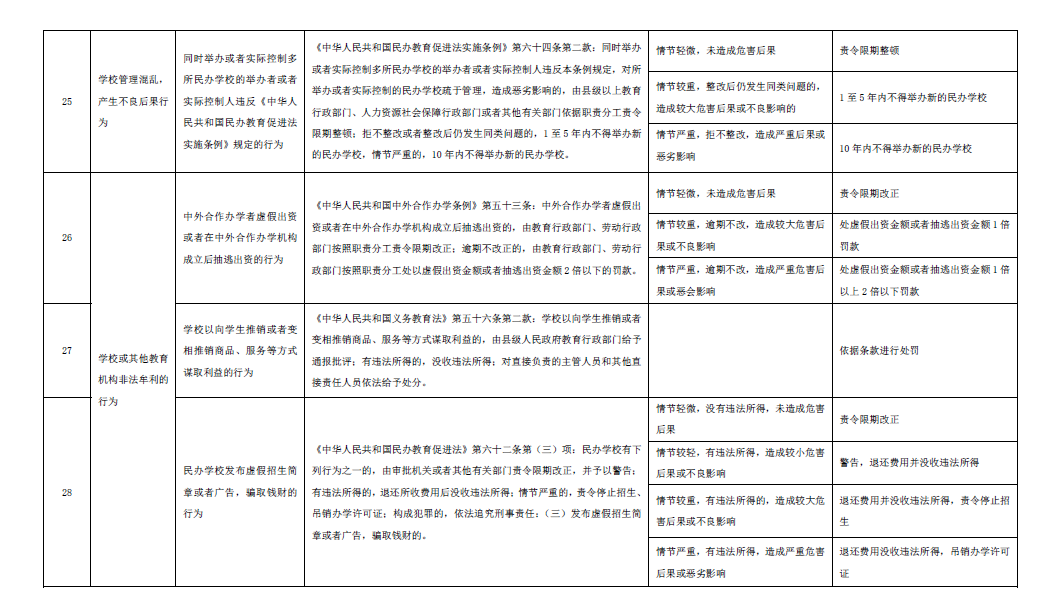 25
学校管理混乱，
产生不良后果行
为
同时举办或者实际控制多
所民办学校的举办者或者
实际控制人违反《中华人
民共和国民办教育促进法
实施条例》规定的行为
《中华人民共和国民办教育促进法实施条例》第六十四条第二款：同时举办
或者实际控制多所民办学校的举办者或者实际控制人违反本条例规定，对所
举办或者实际控制的民办学校疏于管理，造成恶劣影响的，由县级以上教育
行政部门、人力资源社会保障行政部门或者其他有关部门依据职责分工责令
限期整顿；拒不整改或者整改后仍发生同类问题的，1 至 5 年内不得举办新
的民办学校，情节严重的，10 年内不得举办新的民办学校。
情节轻微，未造成危害后果
责令限期整顿
情节较重，整改后仍发生同类问题的，
造成较大危害后果或不良影响的
1 至 5 年内不得举办新的民办学校
情节严重，拒不整改，造成严重后果或
恶劣影响
10 年内不得举办新的民办学校
26
学校或其他教育
机构非法牟利的
行为
中外合作办学者虚假出资
或者在中外合作办学机构
成立后抽逃出资的行为
《中华人民共和国中外合作办学条例》第五十三条：中外合作办学者虚假出
资或者在中外合作办学机构成立后抽逃出资的，由教育行政部门、劳动行政
部门按照职责分工责令限期改正；逾期不改正的，由教育行政部门、劳动行
政部门按照职责分工处以虚假出资金额或者抽逃出资金额 2 倍以下的罚款。
情节轻微，未造成危害后果
责令限期改正
情节较重，逾期不改，造成较大危害后
果或不良影响
处虚假出资金额或者抽逃出资金额 1 倍
罚款
情节严重，逾期不改，造成严重危害后
果或恶会影响
处虚假出资金额或者抽逃出资金额 1 倍
以上 2 倍以下罚款
27
学校以向学生推销或者变
相推销商品、服务等方式
谋取利益的行为
《中华人民共和国义务教育法》第五十六条第二款：学校以向学生推销或者
变相推销商品、服务等方式谋取利益的，由县级人民政府教育行政部门给予
通报批评；有违法所得的，没收违法所得；对直接负责的主管人员和其他直
接责任人员依法给予处分。
依据条款进行处罚
28
民办学校发布虚假招生简
章或者广告，骗取钱财的
行为
《中华人民共和国民办教育促进法》第六十二条第（三）项：民办学校有下
列行为之一的，由审批机关或者其他有关部门责令限期改正，并予以警告；
有违法所得的，退还所收费用后没收违法所得；情节严重的，责令停止招生、
吊销办学许可证；构成犯罪的，依法追究刑事责任：（三）发布虚假招生简
章或者广告，骗取钱财的。
情节轻微，没有违法所得，未造成危害
后果
责令限期改正
情节较轻，有违法所得，造成较小危害
后果或不良影响
警告，退还费用并没收违法所得
情节较重，有违法所得的，造成较大危
害后果或不良影响
退还费用并没收违法所得，责令停止招
生
情节严重，有违法所得，造成严重危害
后果或恶劣影响
退还费用没收违法所得，吊销办学许可
证